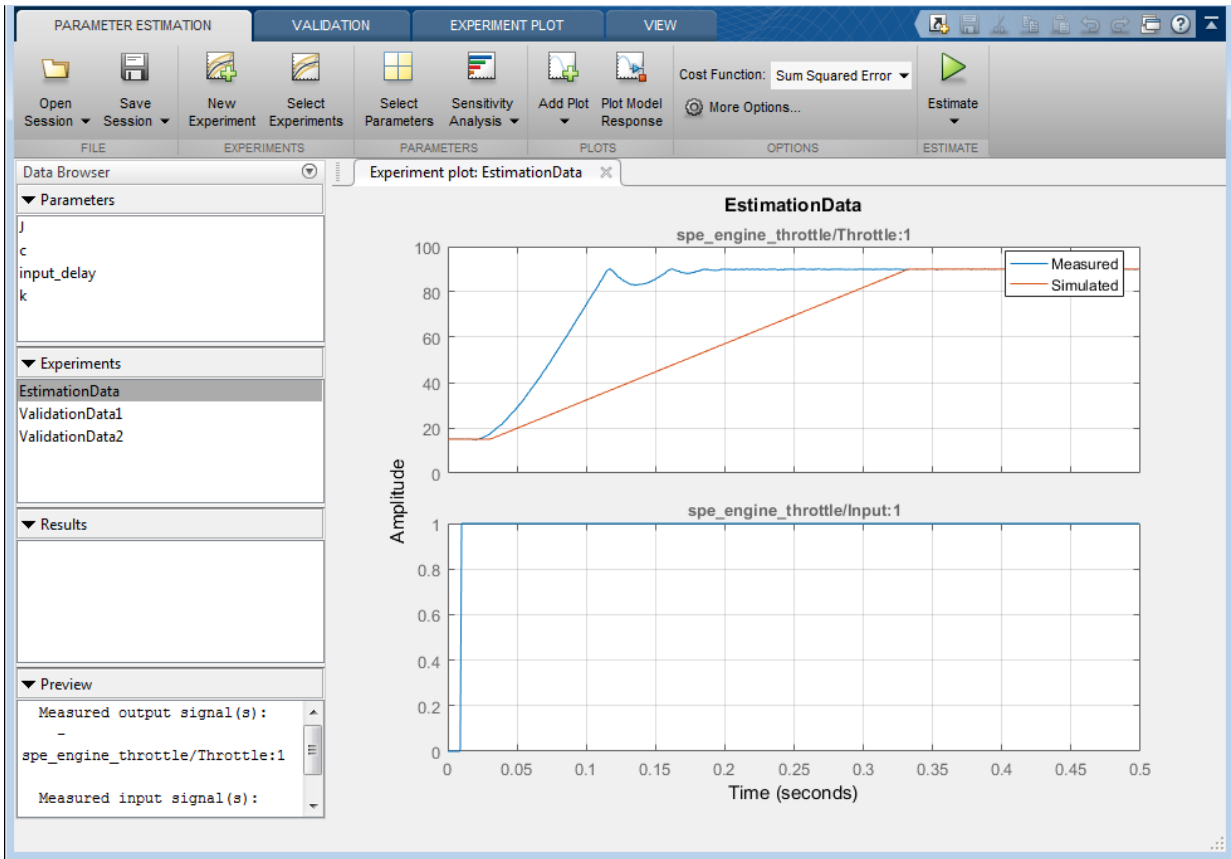 PARAMETER ESTIMATION VALIDATION EXPERIMENT PLOT VIEW
Open Session Save Session New Experiment Select Experiments Select Parameters Sensitivity Analysis Add Plot Plot Model Response Cost Function: Sum Squared Error Estimate
More Options...
FILE EXPERIMENTS PARAMETERS PLOTS OPTIONS ESTIMATE
Data Browser
Parameters
J
c
input_delay
k
Experiments
EstimationData
ValidationData1
ValidationData2
Results
Preview
Measured output signal(s):
-
spe_engine_throttle/Throttle:1
Measured input signal(s):
Experiment plot: EstimationData
EstimationData
spe_engine_throttle/Throttle:1
100
80
60
40
20
0
Measured
Simulated
Amplitude
spe_engine_throttle/Input:1
1
0.8
0.6
0.4
0.2
0
0 0.05 0.1 0.15 0.2 0.25 0.3 0.35 0.4 0.45 0.5
Time (seconds)